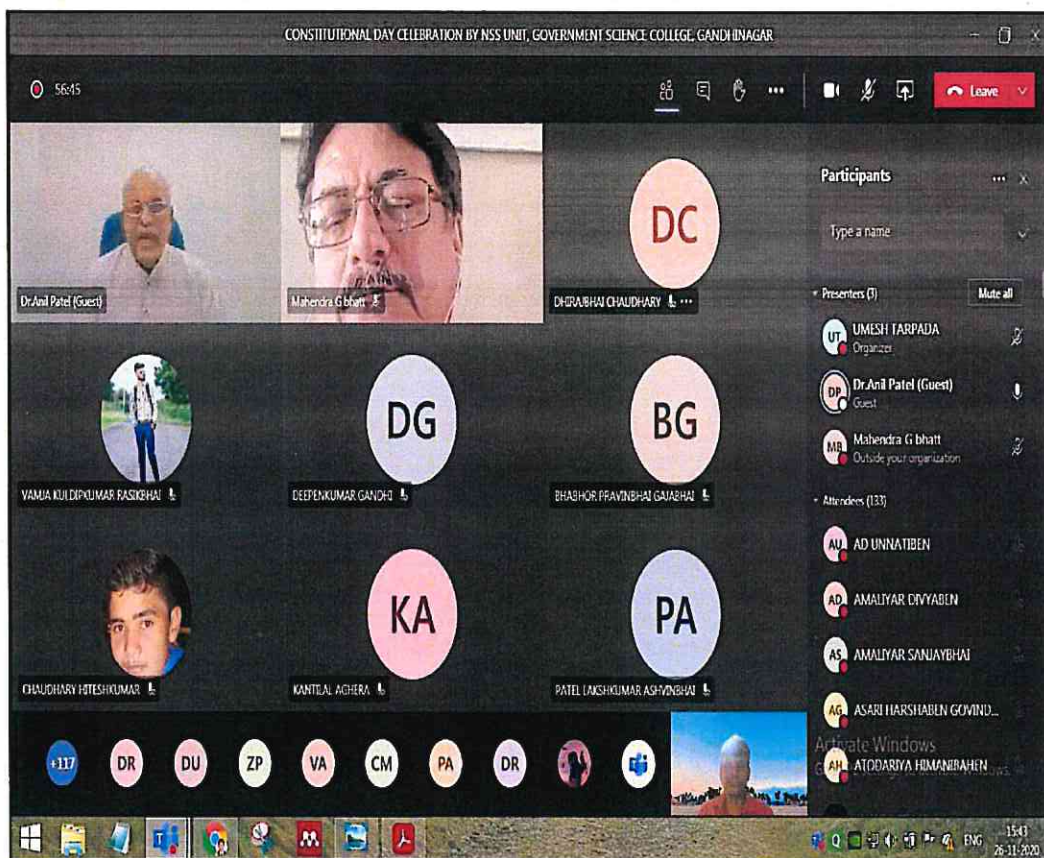 CONSTITUTIONAL DAY CELEBRATION BY NSS UNIT, GOVERNMENT SCIENCE COLLEGE, GANDHINAGAR
56:45
Leave
Dr.Anil Patel (Guest)
Mahendra G bhatt
DC
DHIRAJBHAI CHAUDHARY
VAMJA KULDIPKUMAR RASIKBHAI
DG
DEEPENKUMAR GANDHI
BG
BHABHOR PRAVINBHAI GAJABHAI
CHAUDHARY HITESHKUMAR
KA
KANTILAL AGHERA
PA
PATEL LAKSHKUMAR ASHVINBHAI
+117
DR
DU
ZP
VA
CM
PA
DR
Participants
Type a name
Presenters (3)
Mute all
UT
UMESH TARPADA
Organizer
DP
Dr.Anil Patel (Guest)
Guest
MB
Mahendra G bhatt
Outside your organization
Attendees (133)
AU
AD UNNATIBEN
AD
AMALIYAR DIVYABEN
AS
AMALIYAR SANJAYBHAI
AG
ASARI HARSHABEN GOVIND...
Activate Windows
AH
ATODARIYA HIMANIBAHEN
ENG
15:43
26-11-2020